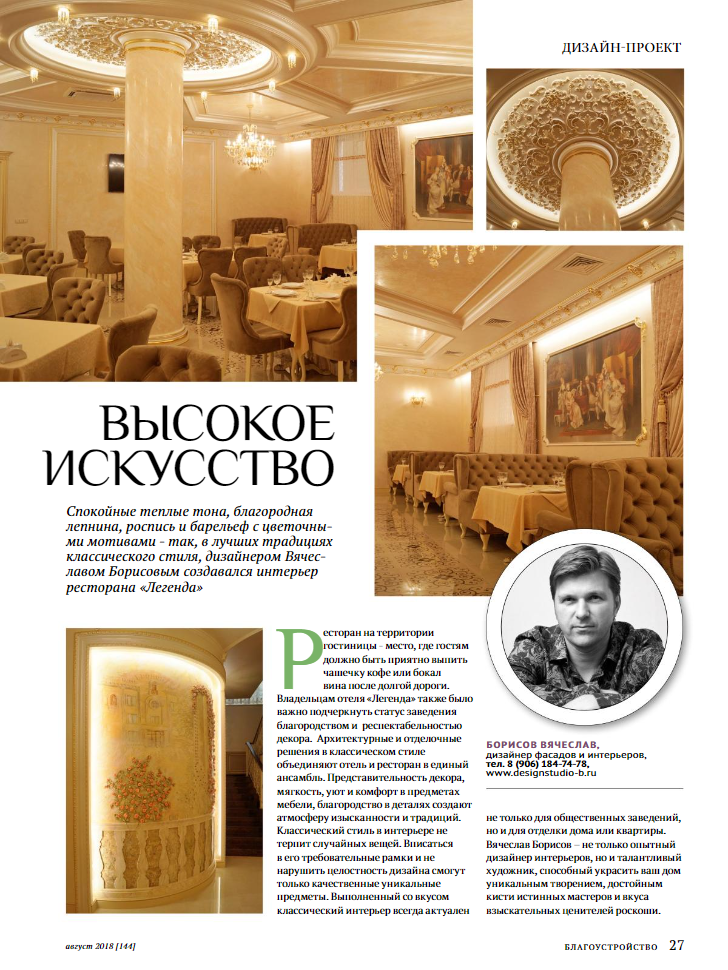 ДИЗАЙН-ПРОЕКТ
ВЫСОКОЕ
ИСКУССТВО
Спокойные теплые тона, благородная
лепнина, роспись и барельеф с цветочны-
ми мотивами - так, в лучших традициях
классического стиля, дизайнером Вячес-
лавом Борисовым создавался интерьер
ресторана «Легенда»
Ресторан на территории
гостиницы - место, где гостям
должно быть приятно выпить
чашечку кофе или бокал
вина после долгой дороги.
Владельцам отеля «Легенда» также было
важно подчеркнуть статус заведения
благородством и респектабельностью
декора. Архитектурные и отделочные
решения в классическом стиле
объединяют отель и ресторан в единый
ансамбль. Представительность декора,
мягкость, уют и комфорт в предметах
мебели, благородство в деталях создают
атмосферу изысканности и традиций.
Классический стиль в интерьере не
терпит случайных вещей. Вписаться
в его требовательные рамки и не
нарушить целостность дизайна смогут
только качественные уникальные
предметы. Выполненный со вкусом
классический интерьер всегда актуален
БОРИСОВ ВЯЧЕСЛАВ,
дизайнер фасадов и интерьеров,
тел. 8 (906) 184-74-78,
www.designstudio-b.ru
не только для общественных заведений,
но и для отделки дома или квартиры.
Вячеслав Борисов – не только опытный
дизайнер интерьеров, но и талантливый
художник, способный украсить ваш дом
уникальным творением, достойным
кисти истинных мастеров и вкуса
взыскательных ценителей роскоши.
август 2018 [144]
БЛАГОУСТРОЙСТВО 27